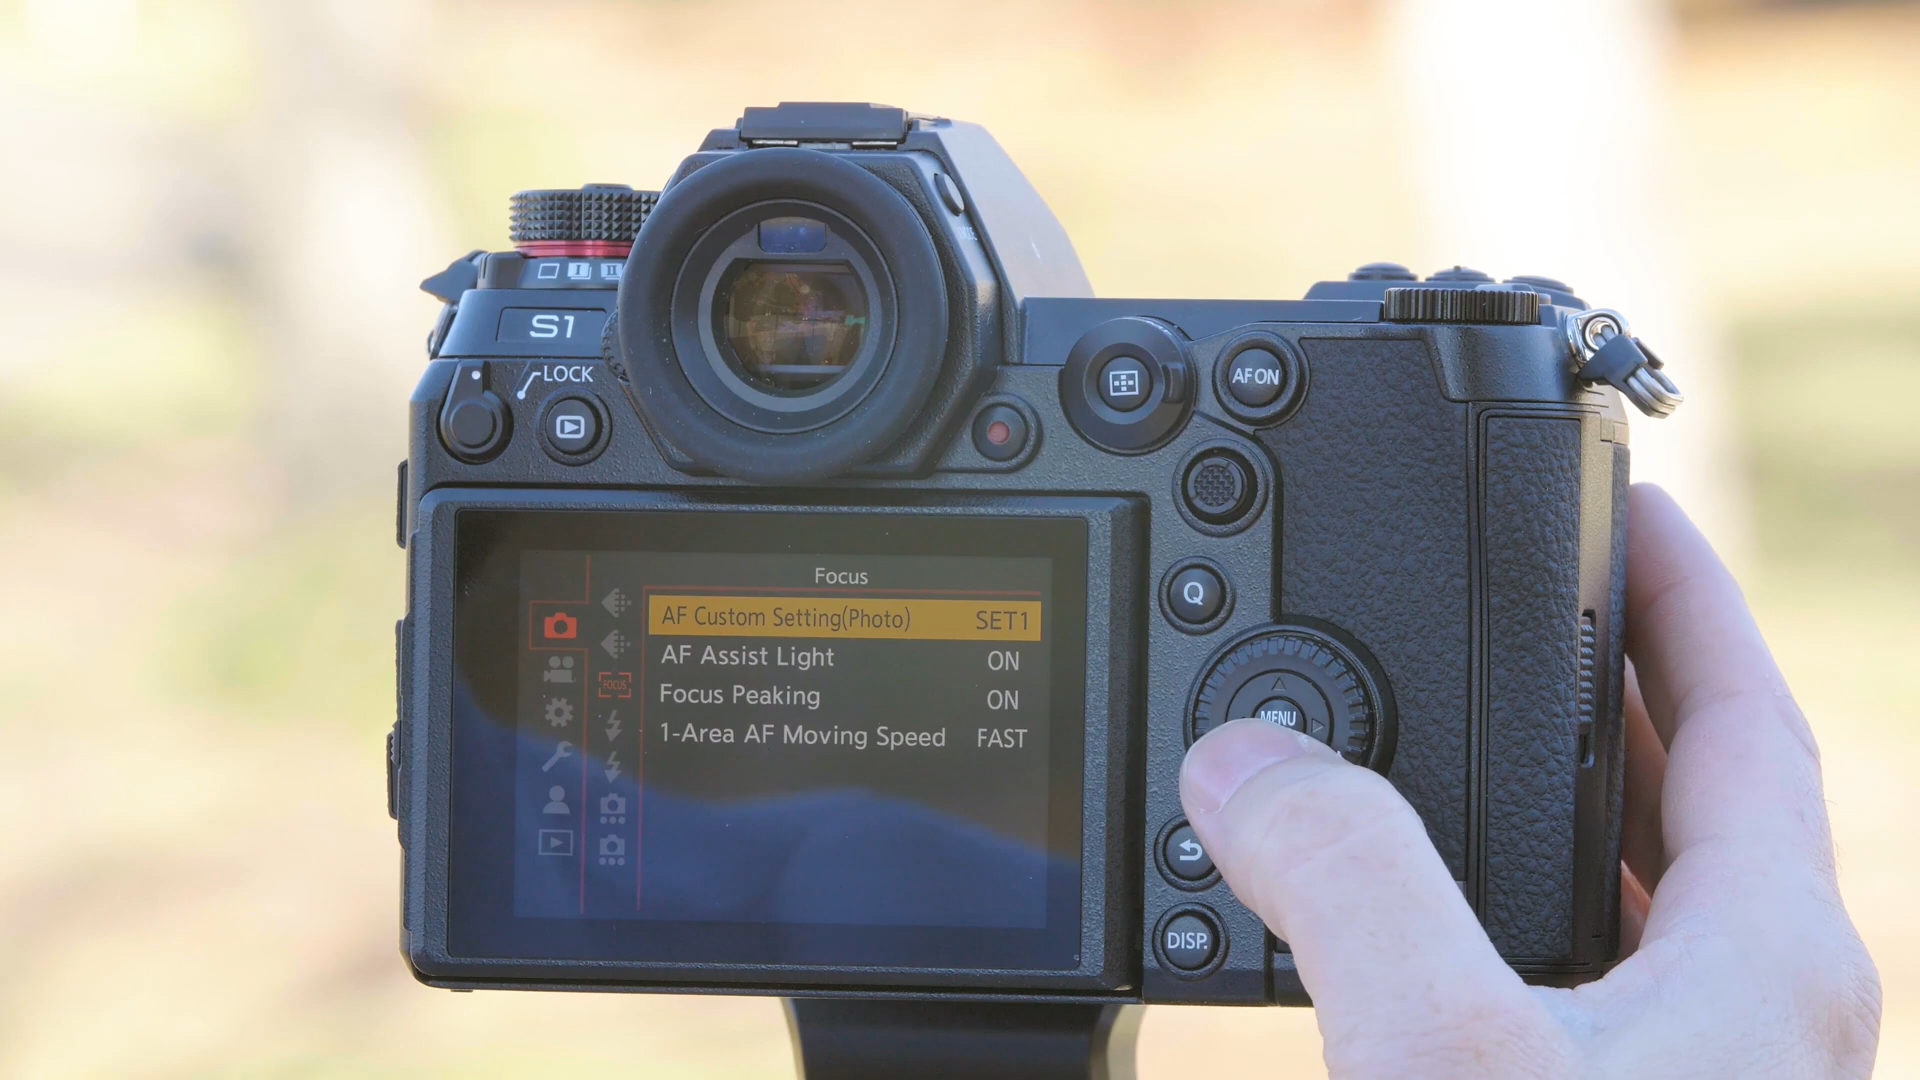 S1
LOCK
AF ON
Q
Focus
AF Custom Setting(Photo) SET1
AF Assist Light ON
Focus Peaking ON
1-Area AF Moving Speed FAST
FOCUS
MENU
DISP.